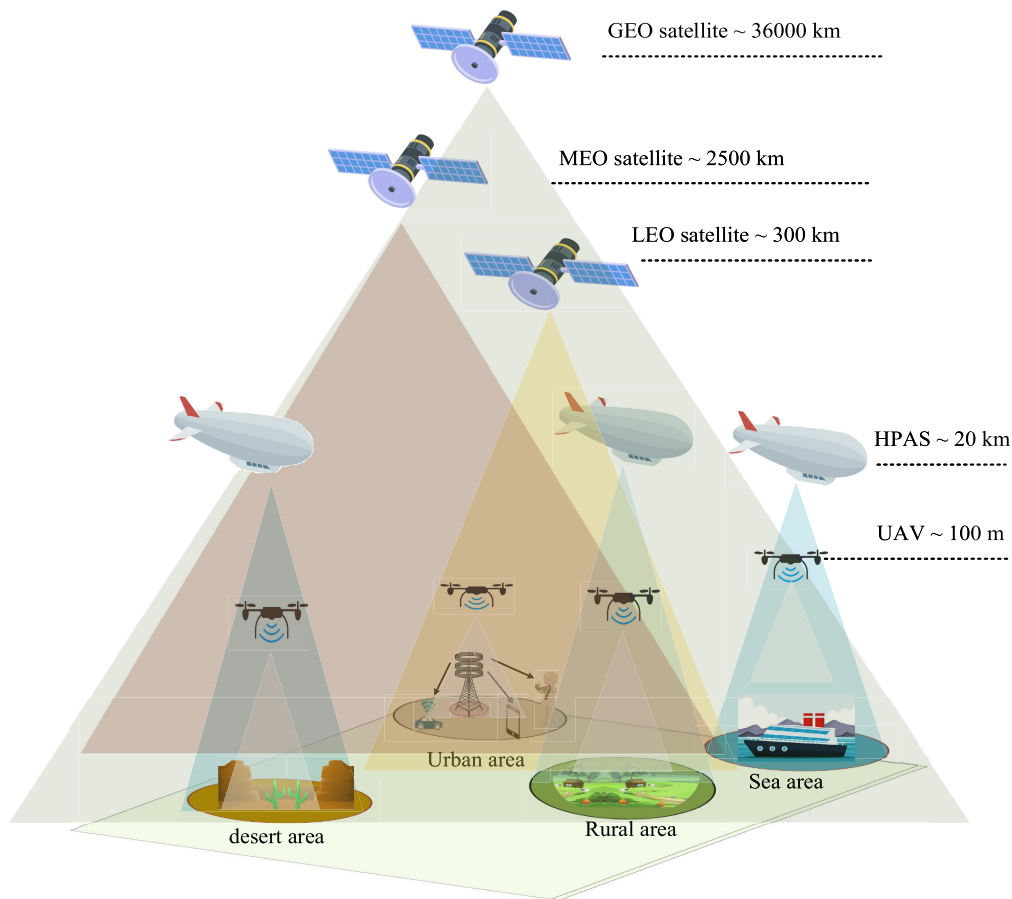 GEO satellite ~ 36000 km
MEO satellite ~ 2500 km
LEO satellite ~ 300 km
HPAS ~ 20 km
UAV ~ 100 m
Urban area
Sea area
Rural area
desert area